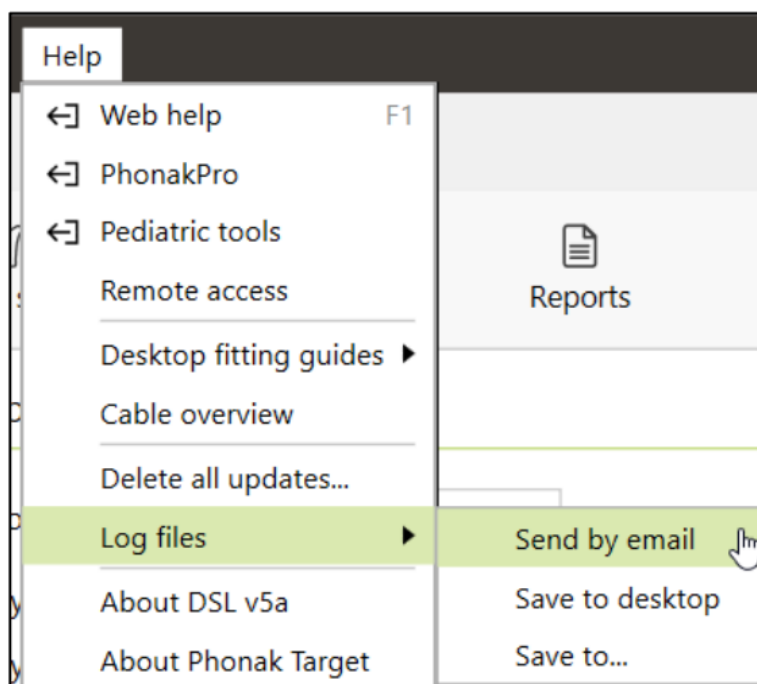 Help
Web help F1
PhonakPro
Pediatric tools
Remote access
Reports
Desktop fitting guides
Cable overview
Delete all updates...
Log files
Send by email
About DSL v5a
Save to desktop
About Phonak Target
Save to...